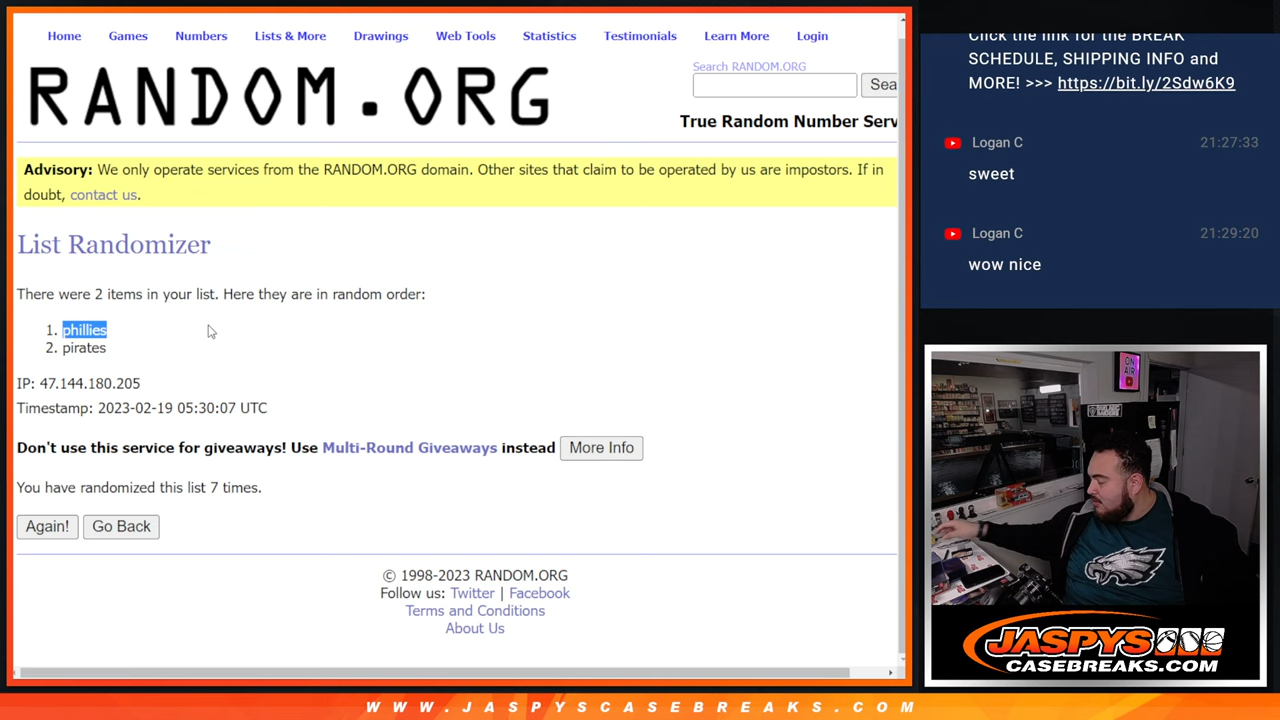 Home Games Numbers Lists & More Drawings Web Tools Statistics Testimonials Learn More Login
RANDOM.ORG
Search RANDOM.ORG
Sea
True Random Number Serv
Advisory: We only operate services from the RANDOM.ORG domain. Other sites that claim to be operated by us are impostors. If in
doubt, contact us.
List Randomizer
There were 2 items in your list. Here they are in random order:
1. phillies
2. pirates
IP: 47.144.180.205
Timestamp: 2023-02-19 05:30:07 UTC
Don't use this service for giveaways! Use Multi-Round Giveaways instead More Info
You have randomized this list 7 times.
Again! Go Back
© 1998-2023 RANDOM.ORG
Follow us: Twitter | Facebook
Terms and Conditions
About Us
Click the link for the BREAK
SCHEDULE, SHIPPING INFO and
MORE! >>> https://bit.ly/2Sdw6K9
Logan C 21:27:33
sweet
Logan C 21:29:20
wow nice
ON
AIR
JASPYS
CASEBREAKS.COM
WWW.JASPYSCASEBREAKS.COM